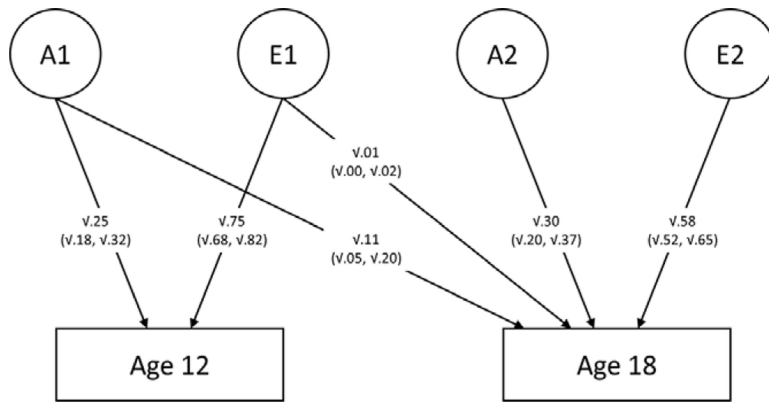 A1
E1
A2
E2
√.01
(√.00, √.02)
√.25
(√.18, √.32)
√.75
(√.68, √.82)
√.11
(√.05, √.20)
√.30
(√.20, √.37)
√.58
(√.52, √.65)
Age 12
Age 18